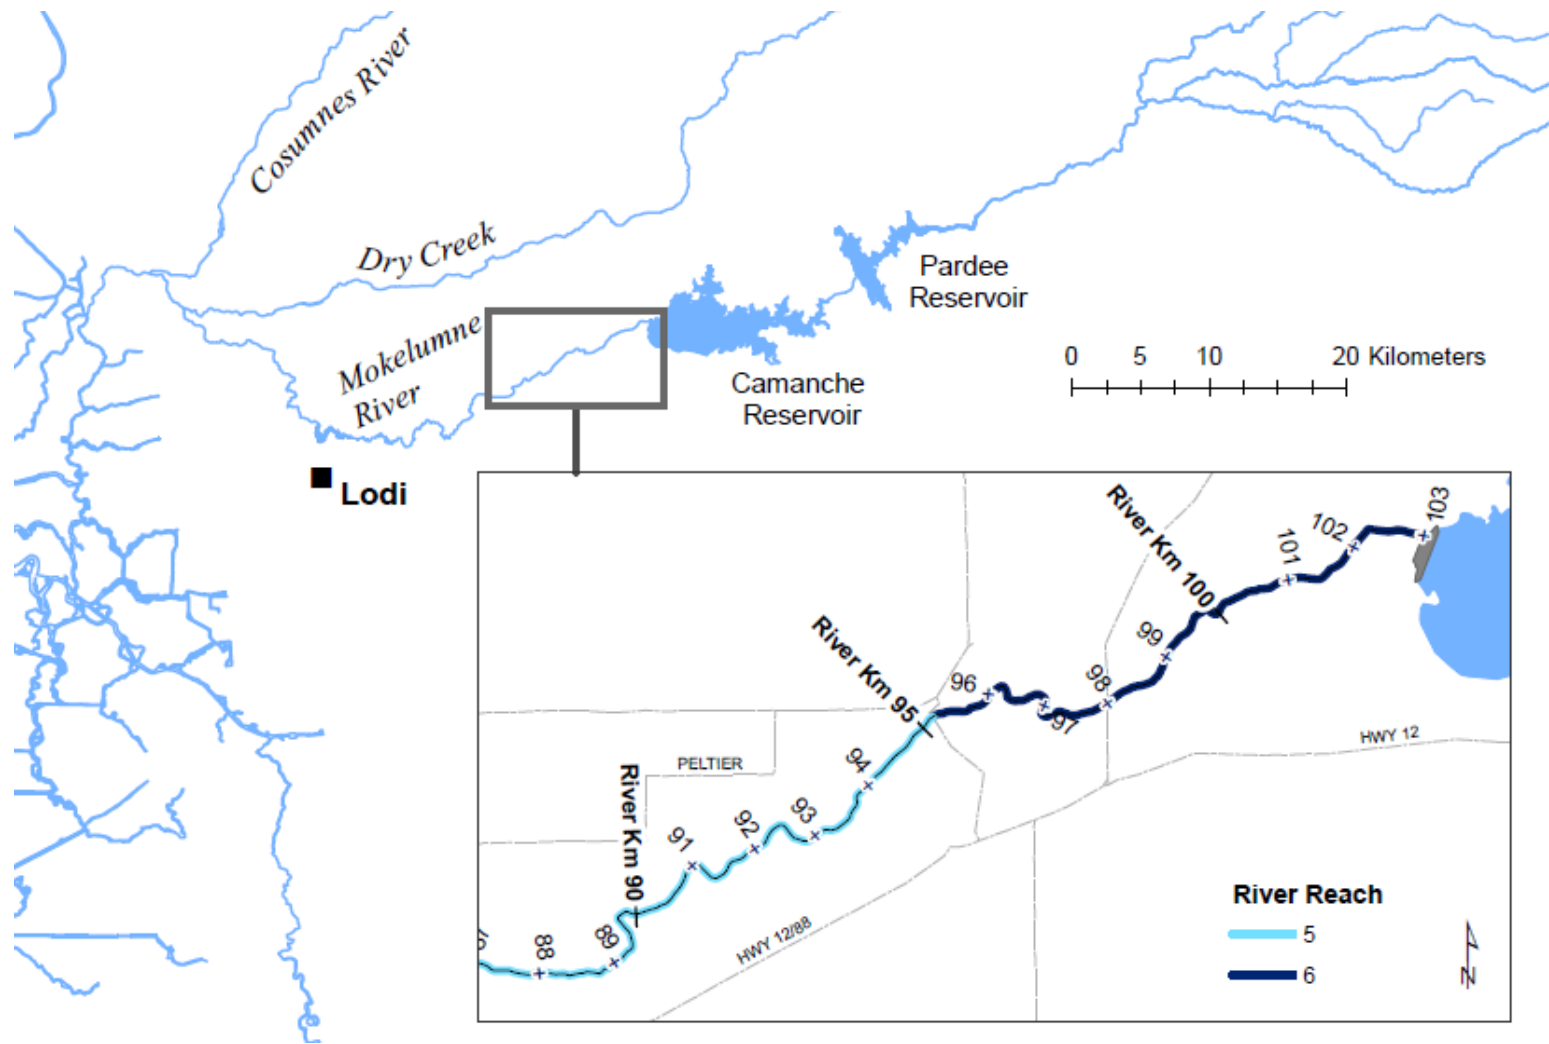 Cosumnes River
Dry Creek
Mokelumne
River
Pardee
Reservoir
Camanche
Reservoir
0 5 10 20 Kilometers
Lodi
103
102
101
River Km 100
99
98
97
96
River Km 95
94
93
92
91
River Km 90
89
88
PELTIER
HWY 12
HWY 12/88
River Reach
5
6
N